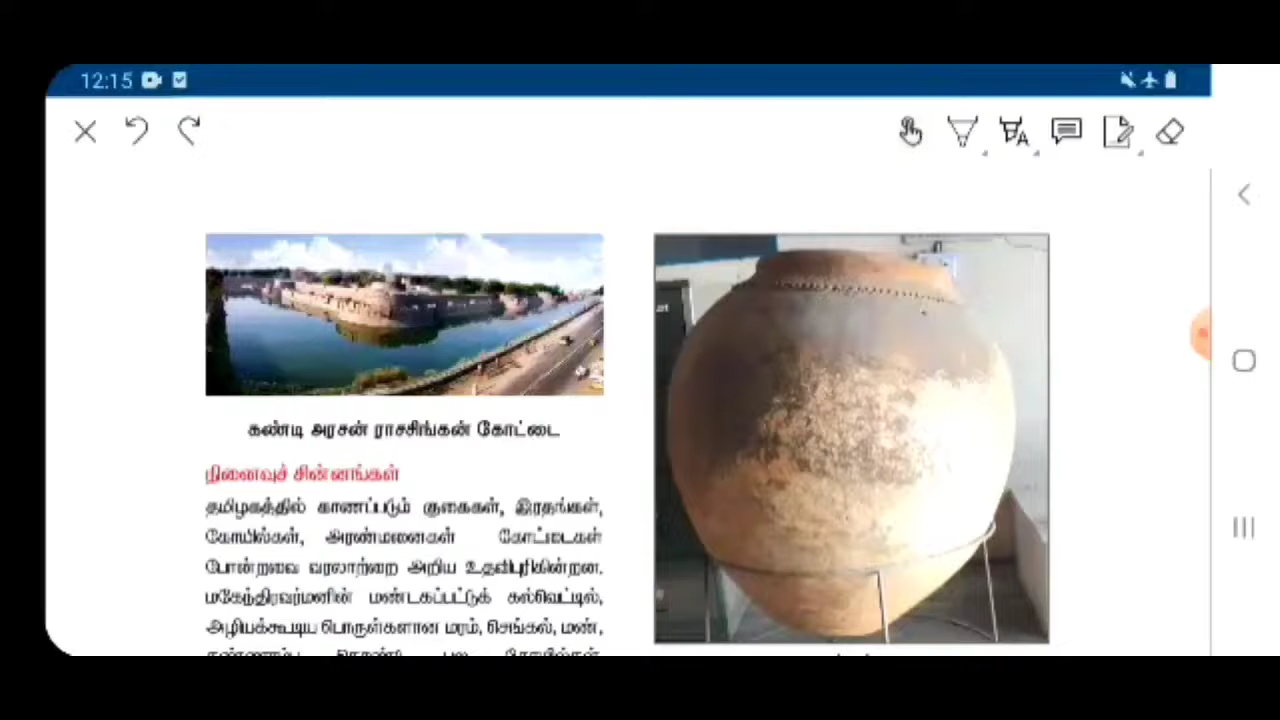 12:15
கண்டி அரசன் ராசசிங்கன் கோட்டை
நினைவுச் சின்னங்கள்
தமிழகத்தில் காணப்படும் குகைகள், இரதங்கள்,
கோயில்கள், அரண்மனைகள் கோட்டைகள்
போன்றவை வரலாற்றை அறிய உதவிபுரிகின்றன.
மகேந்திரவர்மனின் மண்டகப்பட்டுக் கல்வெட்டில்,
அழியக்கூடிய பொருள்களான மரம், செங்கல், மண்,